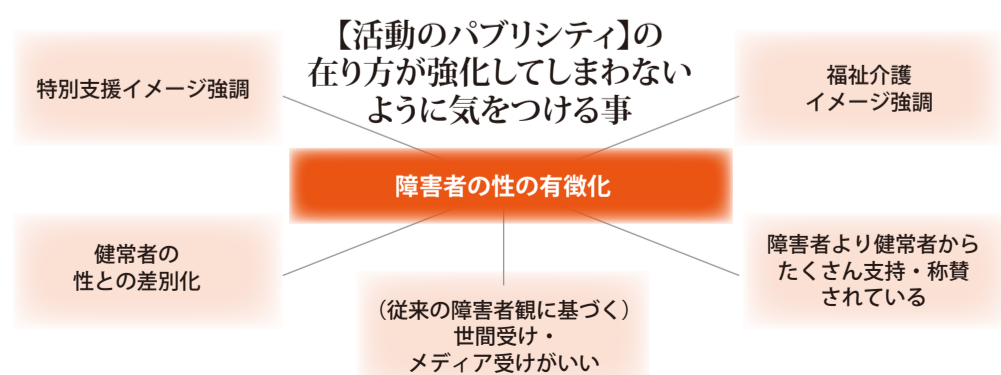 【活動のパブリシティ】の
在り方が強化してしまわない
ように気をつける事
特別支援イメージ強調
福祉介護
イメージ強調
障害者の性の有徴化
健常者の
性との差別化
(従来の障害者観に基づく)
世間受け・
メディア受けがいい
障害者より健常者から
たくさん支持・称賛
されている